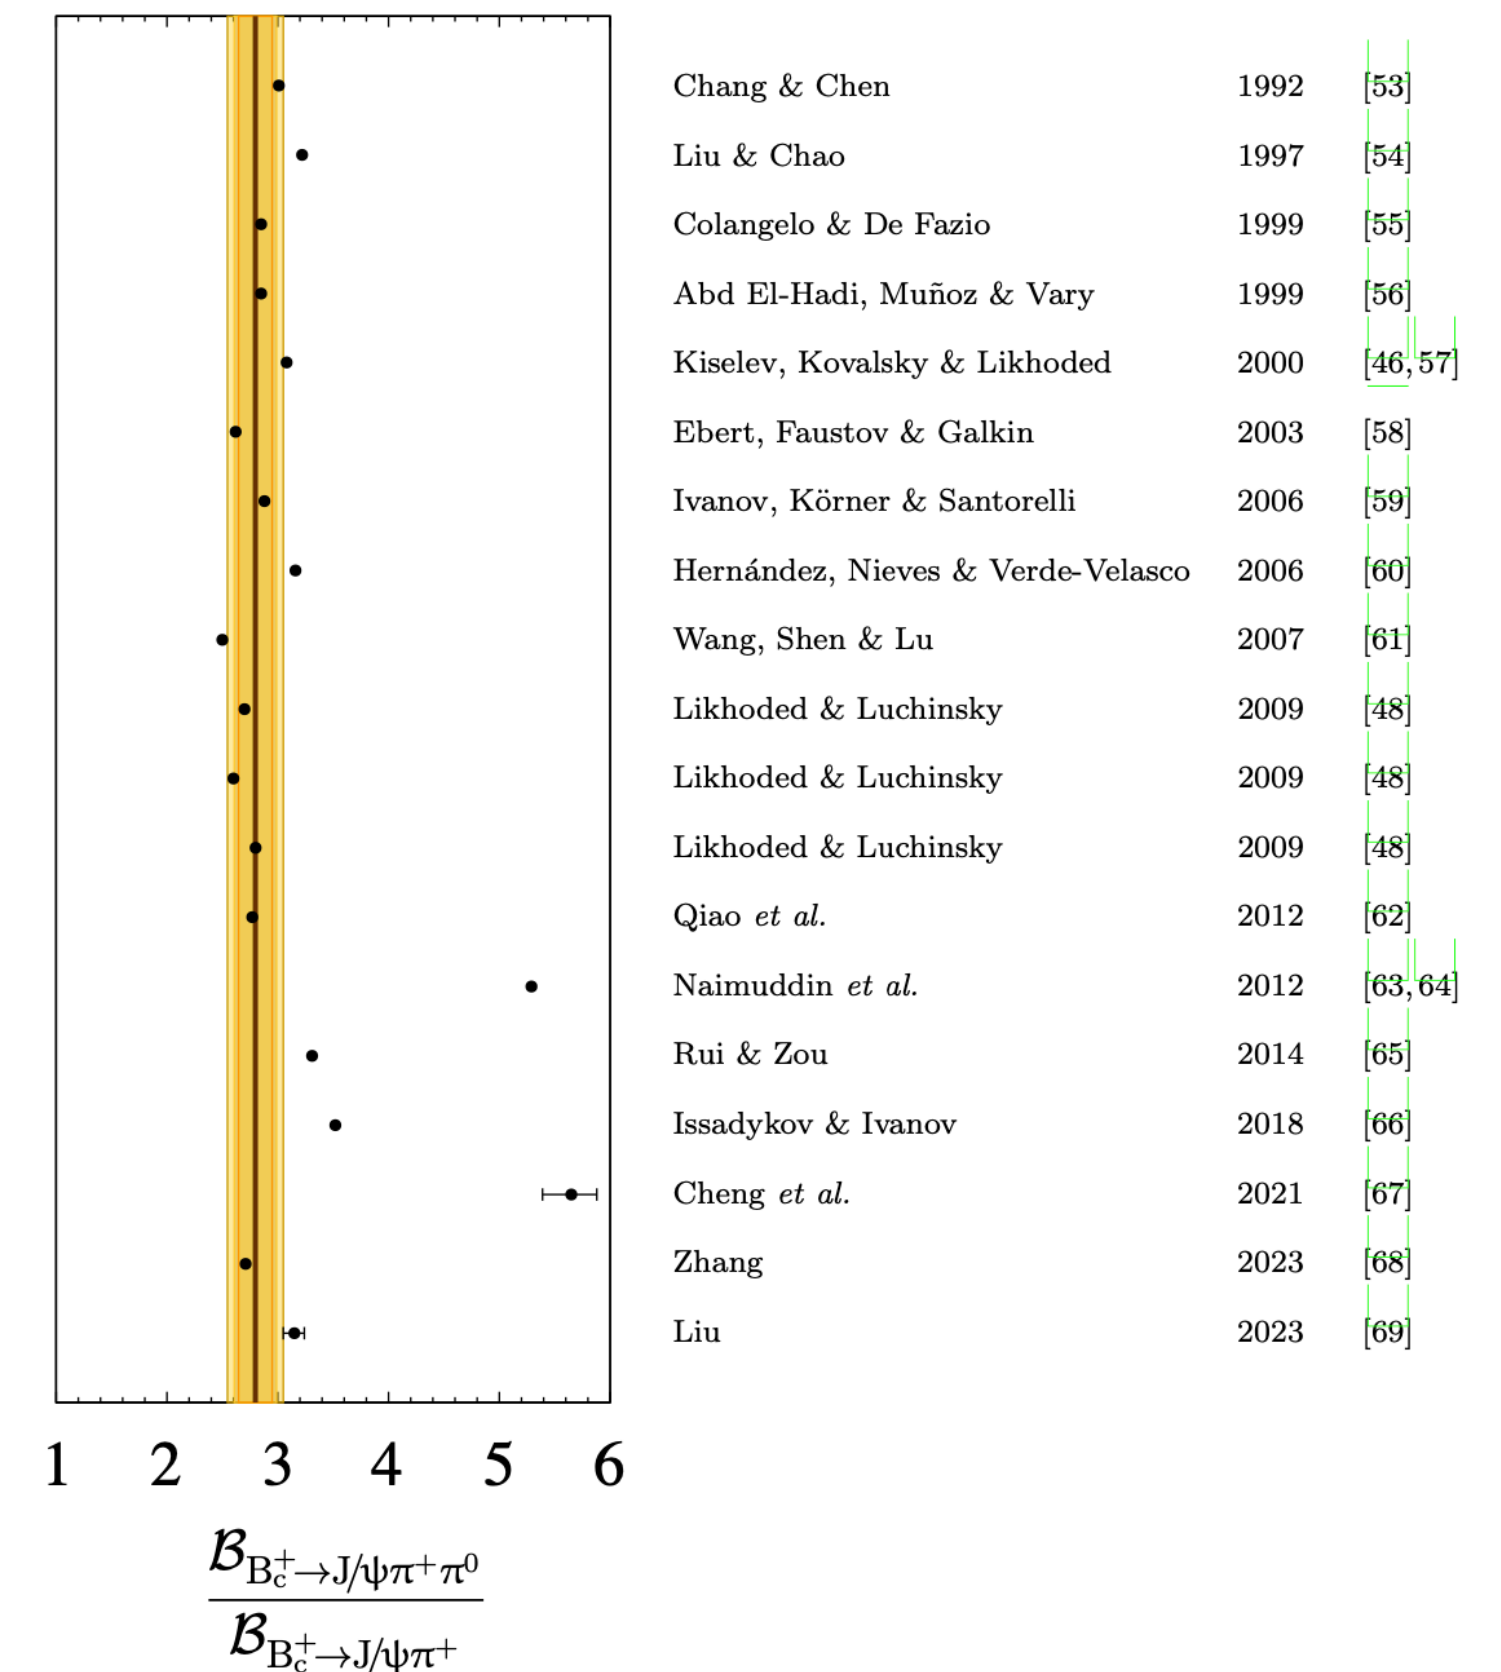 Chang & Chen 1992 [53]
Liu & Chao 1997 [54]
Colangelo & De Fazio 1999 [55]
Abd El-Hadi, Muñoz & Vary 1999 [56]
Kiselev, Kovalsky & Likhoded 2000 [46, 57]
Ebert, Faustov & Galkin 2003 [58]
Ivanov, Körner & Santorelli 2006 [59]
Hernández, Nieves & Verde-Velasco 2006 [60]
Wang, Shen & Lu 2007 [61]
Likhoded & Luchinsky 2009 [48]
Likhoded & Luchinsky 2009 [48]
Likhoded & Luchinsky 2009 [48]
Qiao et al. 2012 [62]
Naimuddin et al. 2012 [63, 64]
Rui & Zou 2014 [65]
Issadykov & Ivanov 2018 [66]
Cheng et al. 2021 [67]
Zhang 2023 [68]
Liu 2023 [69]
1 2 3 4 5 6
ℬ_{B_c^+→J/ψπ^+π^0}
ℬ_{B_c^+→J/ψπ^+}